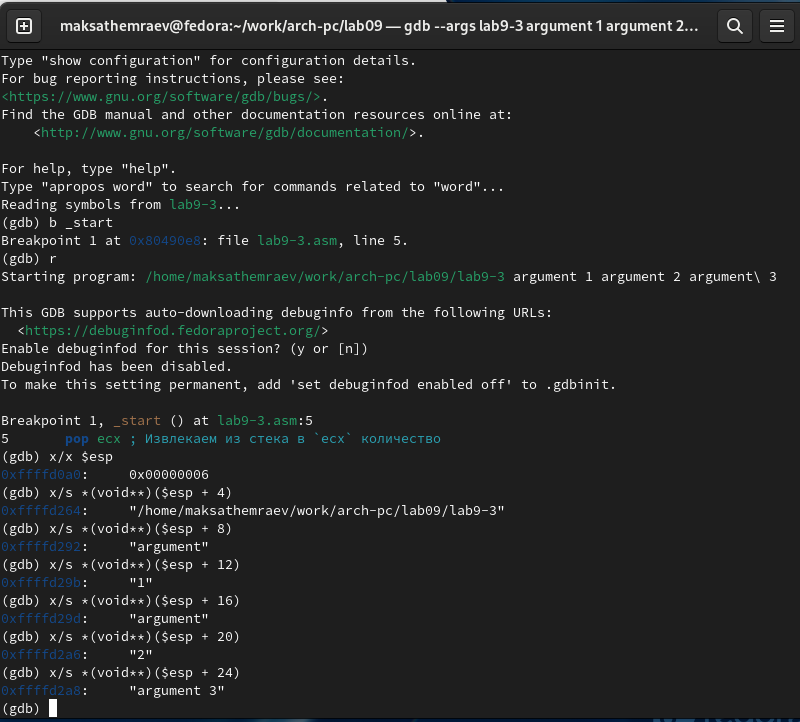 maksathemraev@fedora:~/work/arch-pc/lab09 — gdb --args lab9-3 argument 1 argument 2...
Type "show configuration" for configuration details.
For bug reporting instructions, please see:
<https://www.gnu.org/software/gdb/bugs/>.
Find the GDB manual and other documentation resources online at:
    <http://www.gnu.org/software/gdb/documentation/>.

For help, type "help".
Type "apropos word" to search for commands related to "word"...
Reading symbols from lab9-3...
(gdb) b _start
Breakpoint 1 at 0x80490e8: file lab9-3.asm, line 5.
(gdb) r
Starting program: /home/maksathemraev/work/arch-pc/lab09/lab9-3 argument 1 argument 2 argument\ 3

This GDB supports auto-downloading debuginfo from the following URLs:
  <https://debuginfod.fedoraproject.org/>
Enable debuginfod for this session? (y or [n])
Debuginfod has been disabled.
To make this setting permanent, add 'set debuginfod enabled off' to .gdbinit.

Breakpoint 1, _start () at lab9-3.asm:5
5       pop ecx ; Извлекаем из стека в `ecx` количество
(gdb) x/x $esp
0xffffd0a0:     0x00000006
(gdb) x/s *(void**)($esp + 4)
0xffffd264:     "/home/maksathemraev/work/arch-pc/lab09/lab9-3"
(gdb) x/s *(void**)($esp + 8)
0xffffd292:     "argument"
(gdb) x/s *(void**)($esp + 12)
0xffffd29b:     "1"
(gdb) x/s *(void**)($esp + 16)
0xffffd29d:     "argument"
(gdb) x/s *(void**)($esp + 20)
0xffffd2a6:     "2"
(gdb) x/s *(void**)($esp + 24)
0xffffd2a8:     "argument 3"
(gdb)